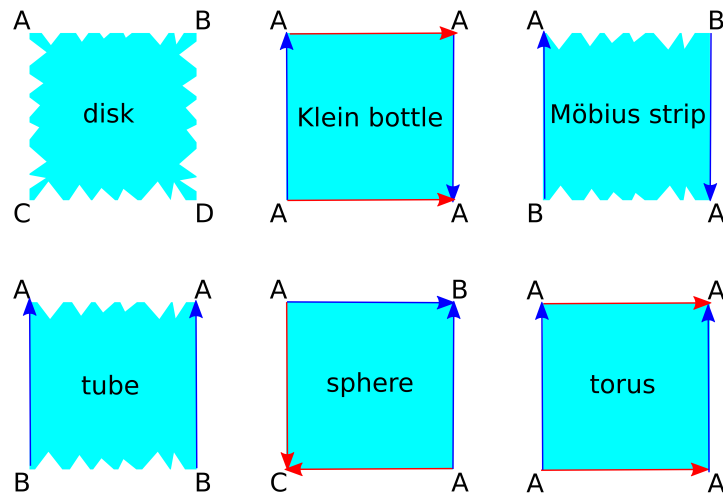 A B A A A B
disk Klein bottle Möbius strip
C D A A B A
A A A B A A
tube sphere torus
B B C A A A